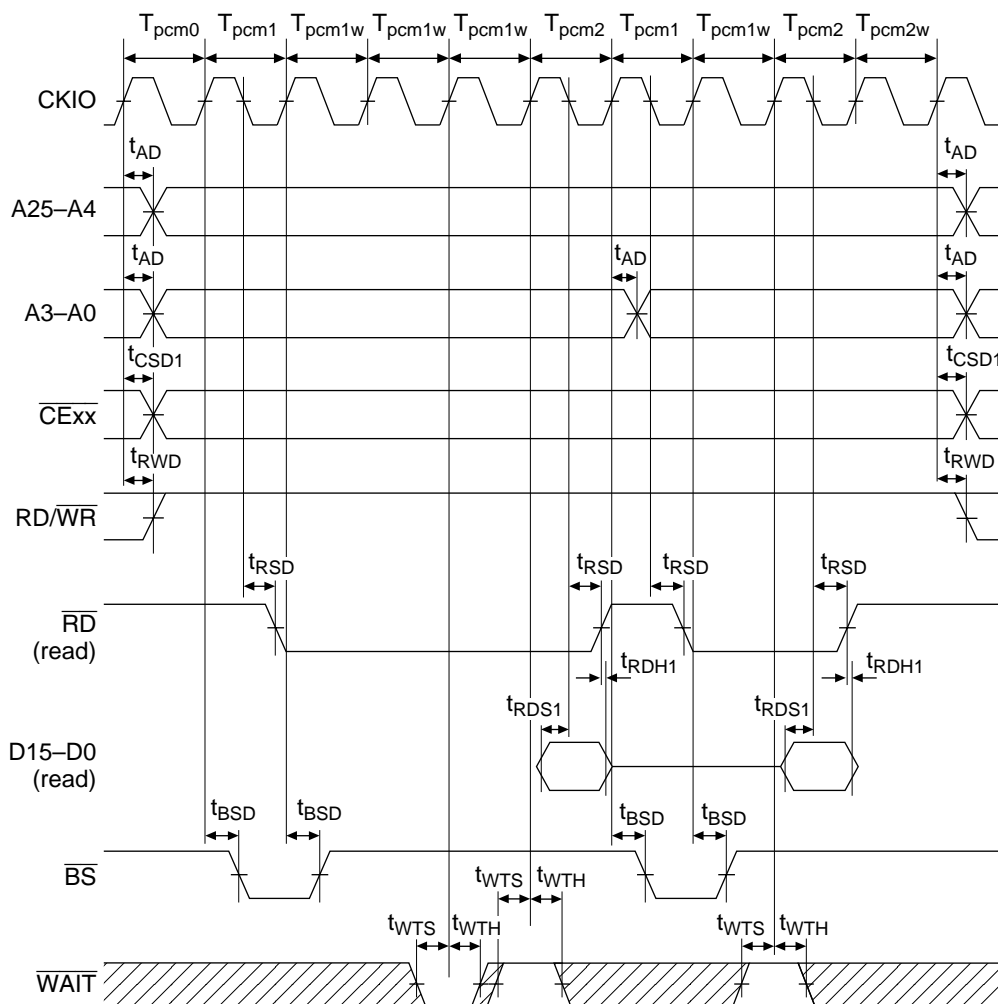 Tpcm0 Tpcm1 Tpcm1w Tpcm1w Tpcm1w Tpcm2 Tpcm1 Tpcm1w Tpcm2 Tpcm2w
CKIO
tAD tAD
A25–A4
tAD tAD tAD
A3–A0
tCSD1 tCSD1
CExx
tRWD tRWD
RD/WR
tRSD tRSD tRSD tRSD
RD
(read)
tRDH1 tRDH1
tRDS1 tRDS1
D15–D0
(read)
tBSD tBSD tBSD tBSD
BS
tWTS tWTH
tWTS tWTH tWTS tWTH
WAIT